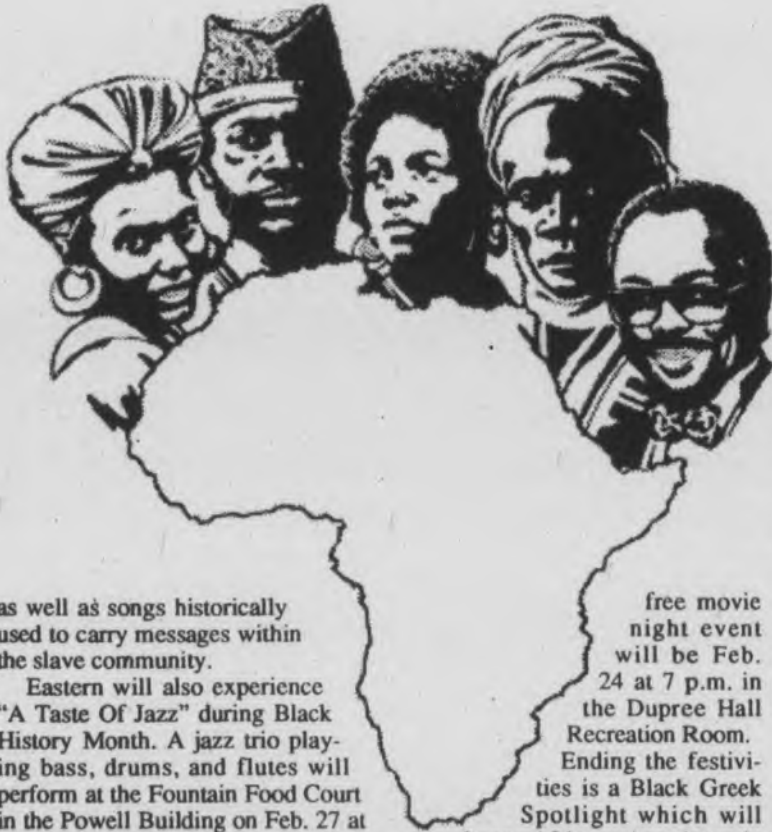 as well as songs historically
used to carry messages within
the slave community.
Eastern will also experience
"A Taste Of Jazz" during Black
History Month. A jazz trio play-
ing bass, drums, and flutes will
perform at the Fountain Food Court
in the Powell Building on Feb. 27 at
free movie
night event
will be Feb.
24 at 7 p.m. in
the Dupree Hall
Recreation Room.
Ending the festivi-
ties is a Black Greek
Spotlight which will